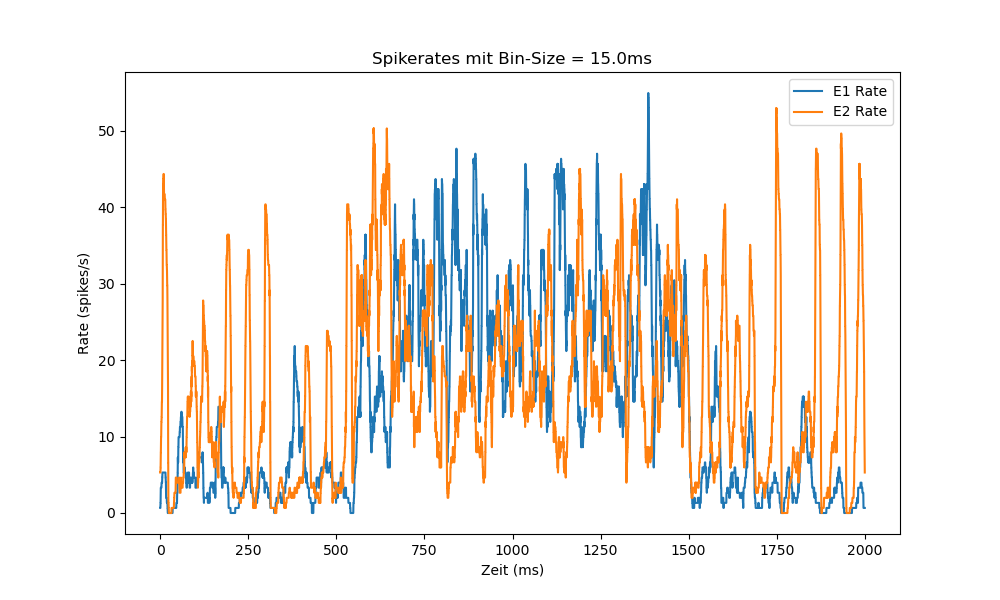 Spikerates mit Bin-Size = 15.0ms
E1 Rate
E2 Rate
Rate (spikes/s)
50
40
30
20
10
0
0 250 500 750 1000 1250 1500 1750 2000
Zeit (ms)